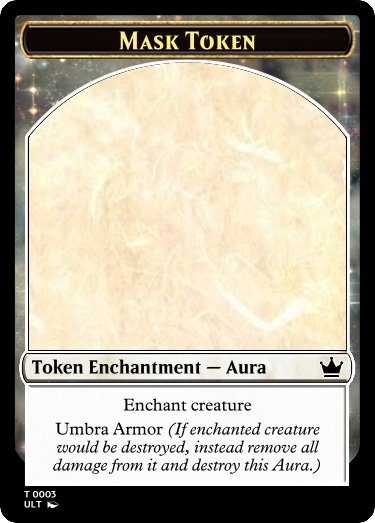 Mask Token
Token Enchantment — Aura
Enchant creature
Umbra Armor (If enchanted creature
would be destroyed, instead remove all
damage from it and destroy this Aura.)
T 0003
ULT